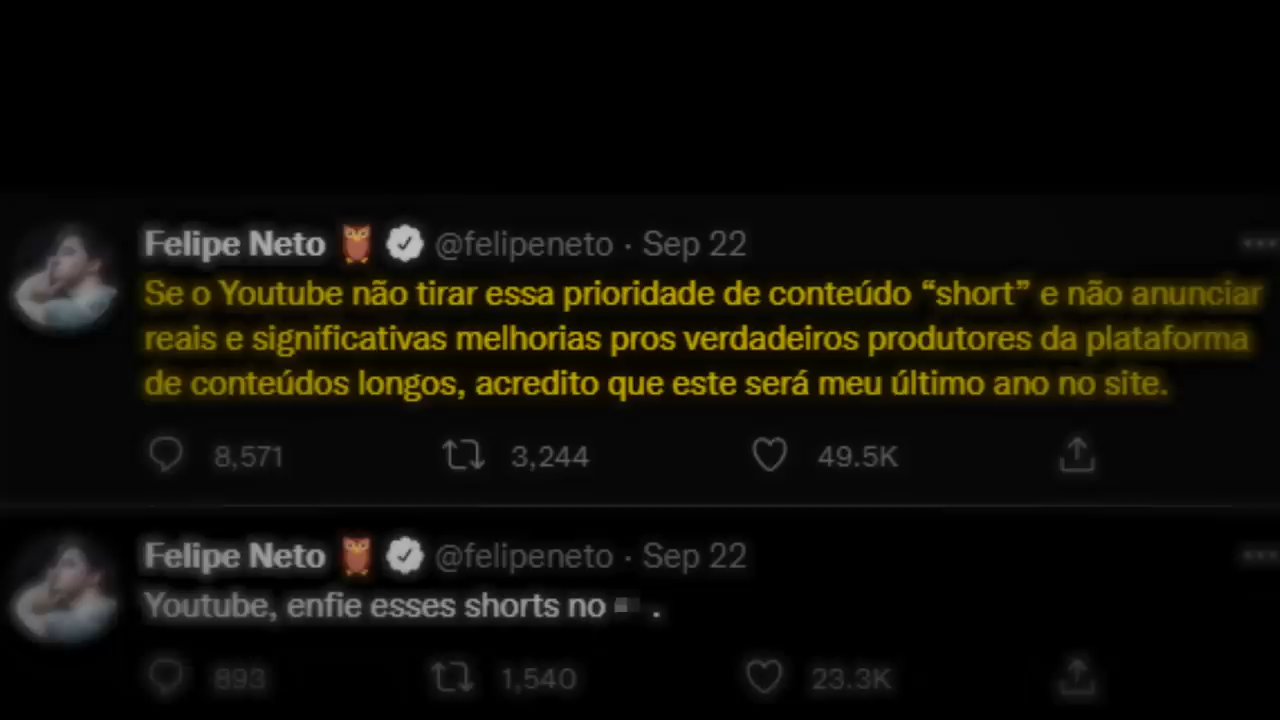 Felipe Neto 🦉 @felipeneto · Sep 22
Se o Youtube não tirar essa prioridade de conteúdo “short” e não anunciar
reais e significativas melhorias pros verdadeiros produtores da plataforma
de conteúdos longos, acredito que este será meu último ano no site.
8,571 3,244 49.5K
Felipe Neto 🦉 @felipeneto · Sep 22
Youtube, enfie esses shorts no .
893 1,540 23.3K